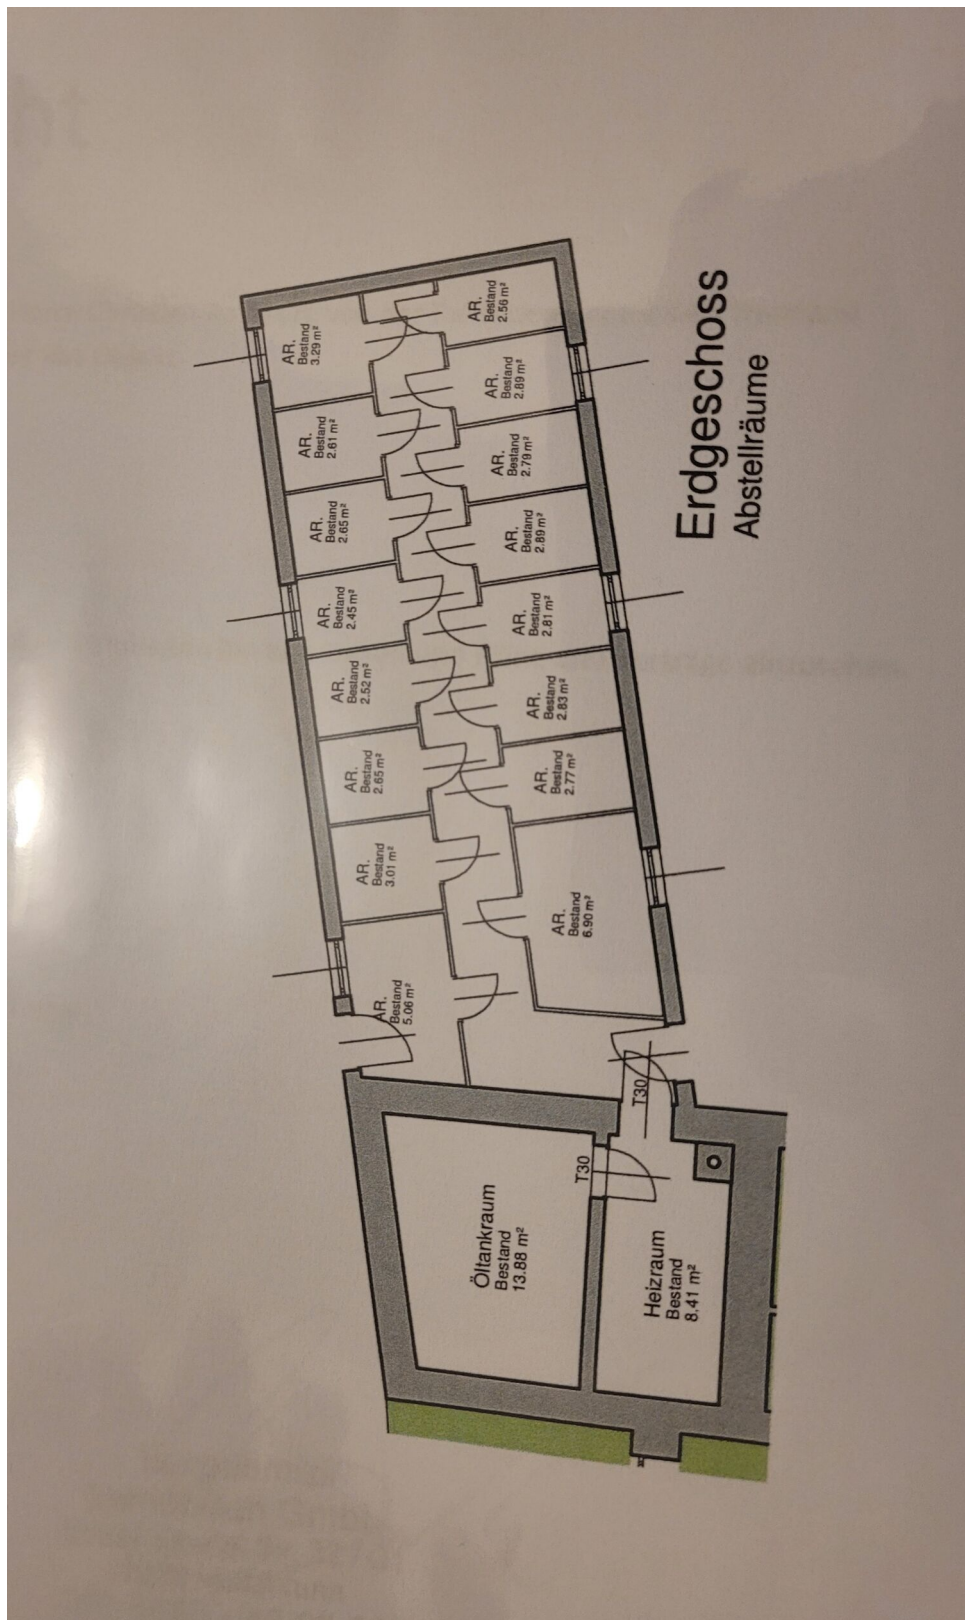 Erdgeschoss
Abstellräume
AR.
Bestand
3.29 m²
AR.
Bestand
2.61 m²
AR.
Bestand
2.65 m²
AR.
Bestand
2.45 m²
AR.
Bestand
2.52 m²
AR.
Bestand
2.65 m²
AR.
Bestand
3.01 m²
AR.
Bestand
5.06 m²
AR.
Bestand
2.56 m²
AR.
Bestand
2.89 m²
AR.
Bestand
2.79 m²
AR.
Bestand
2.89 m²
AR.
Bestand
2.81 m²
AR.
Bestand
2.83 m²
AR.
Bestand
2.77 m²
AR.
Bestand
6.90 m²
T30
T30
Öltankraum
Bestand
13.88 m²
Heizraum
Bestand
8.41 m²